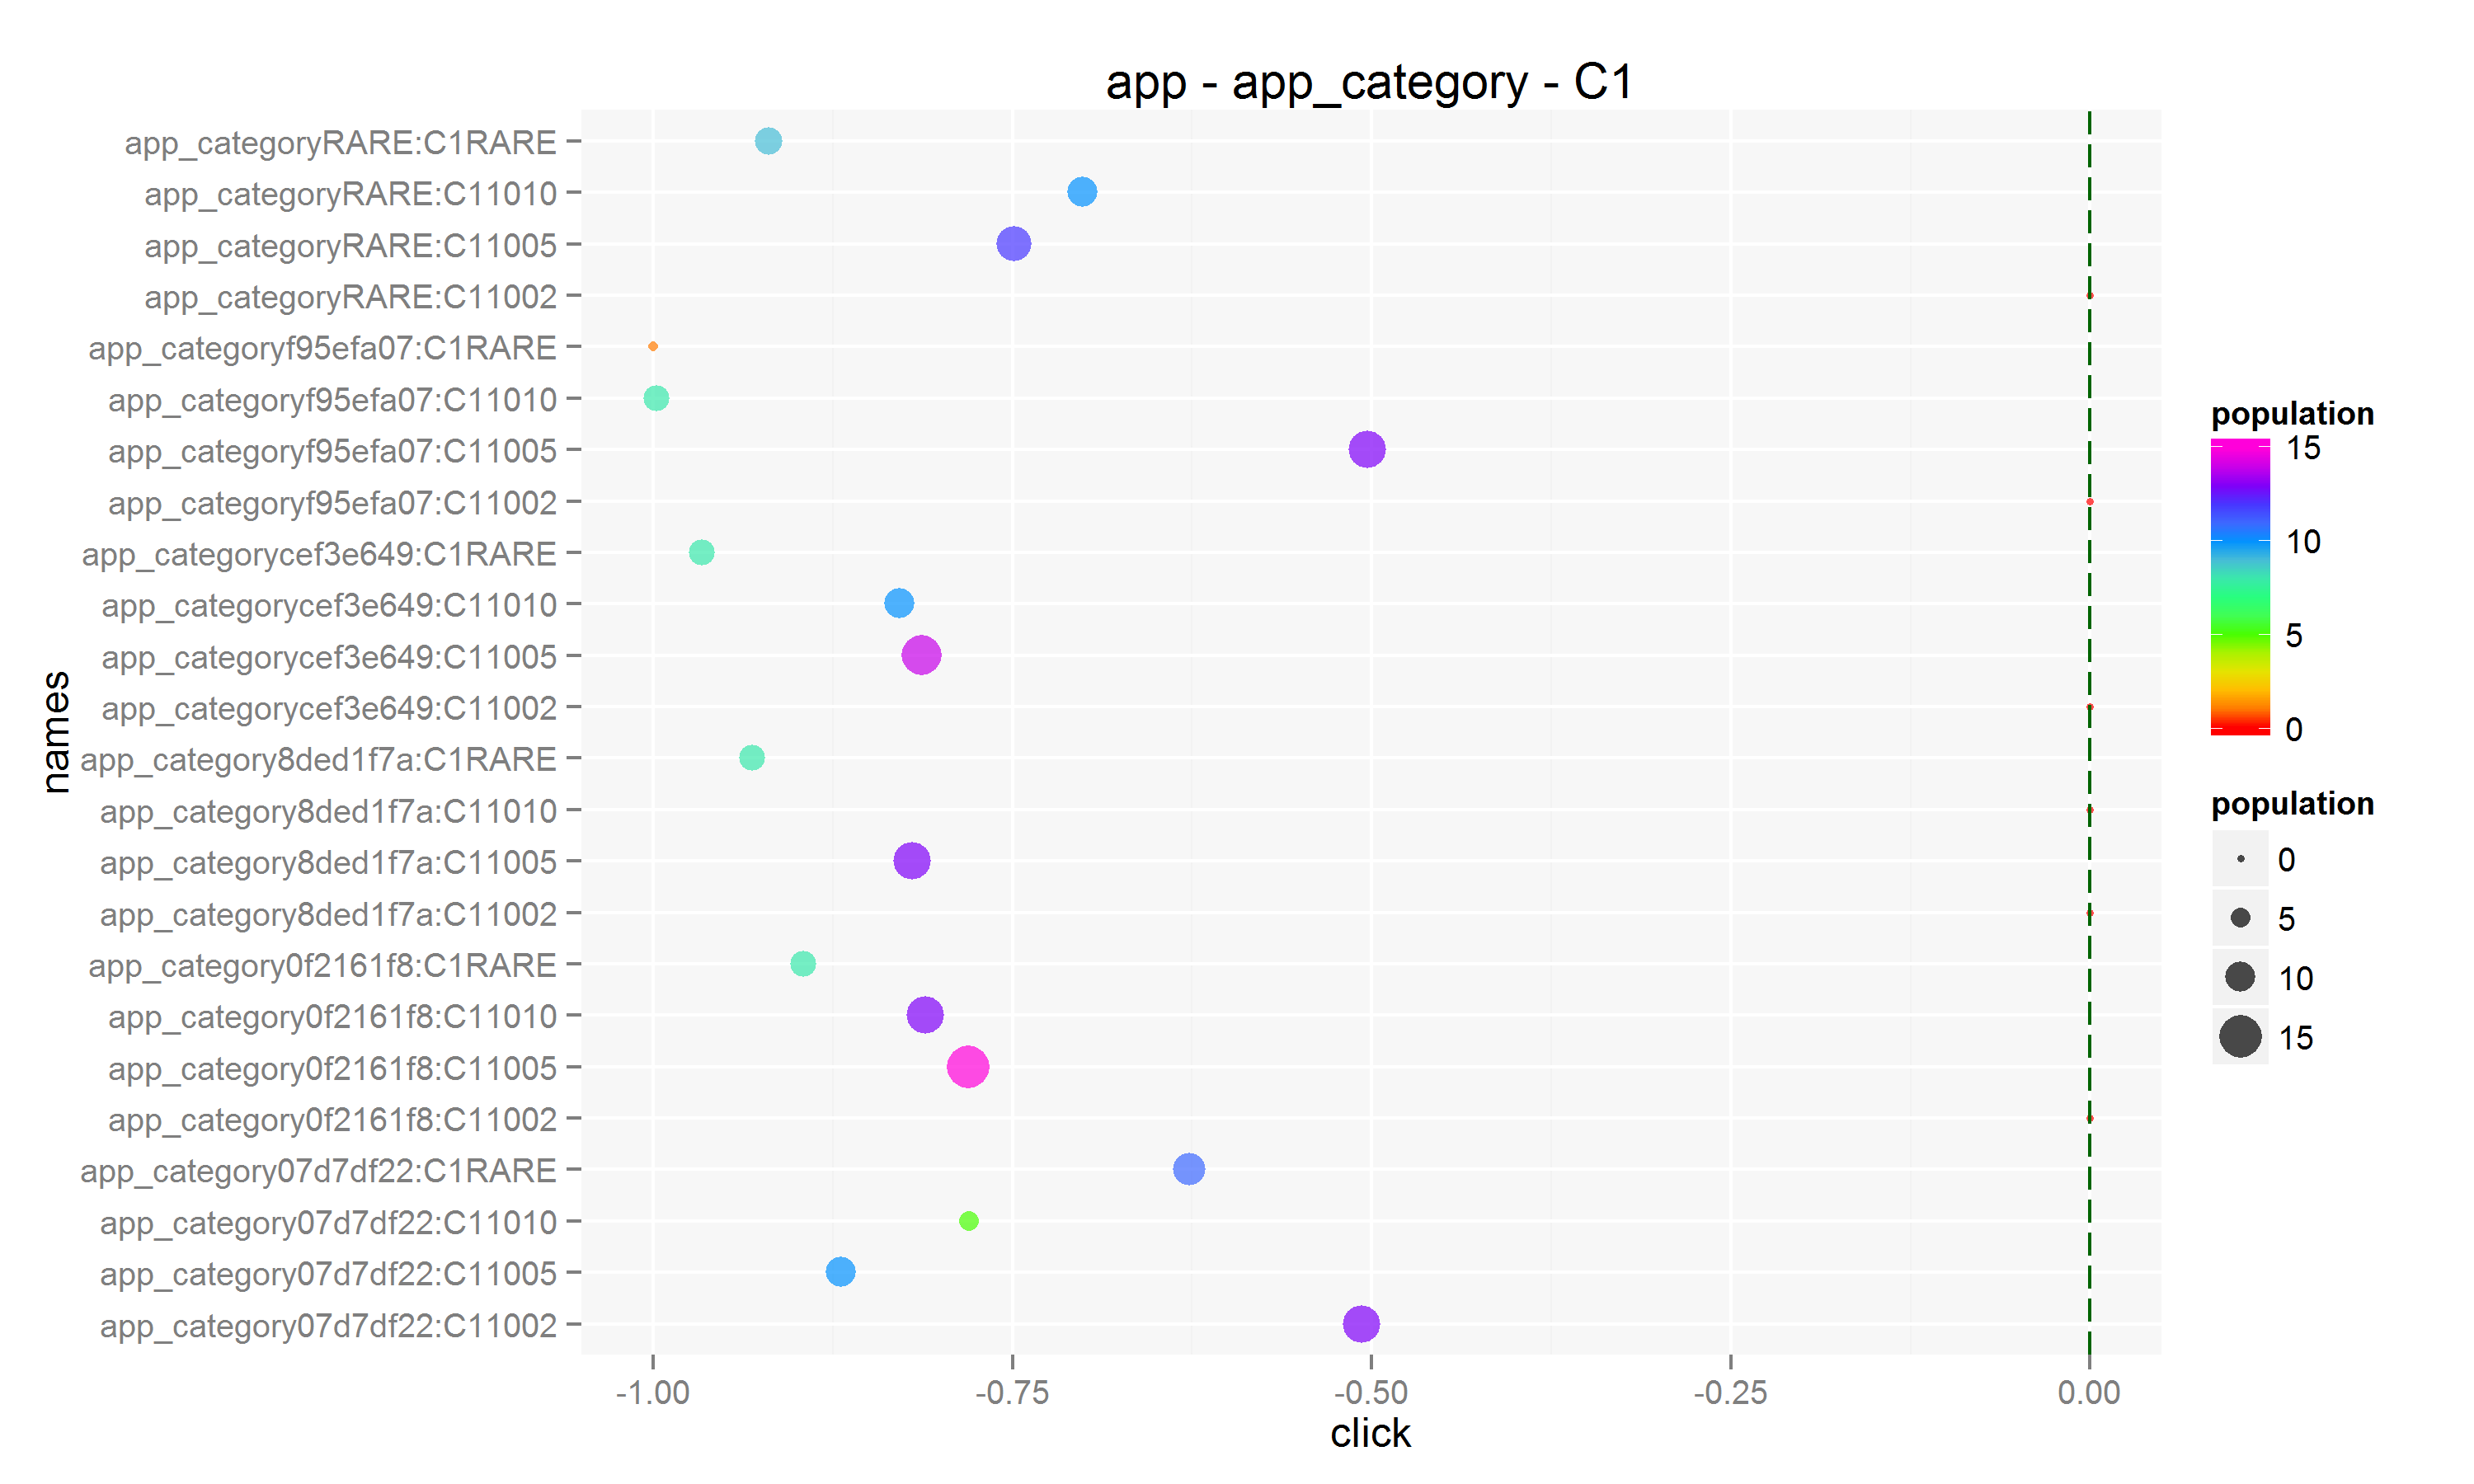 app - app_category - C1
app_categoryRARE:C1RARE
app_categoryRARE:C11010
app_categoryRARE:C11005
app_categoryRARE:C11002
app_categoryf95efa07:C1RARE
app_categoryf95efa07:C11010
app_categoryf95efa07:C11005
app_categoryf95efa07:C11002
app_categorycef3e649:C1RARE
app_categorycef3e649:C11010
app_categorycef3e649:C11005
app_categorycef3e649:C11002
app_category8ded1f7a:C1RARE
app_category8ded1f7a:C11010
app_category8ded1f7a:C11005
app_category8ded1f7a:C11002
app_category0f2161f8:C1RARE
app_category0f2161f8:C11010
app_category0f2161f8:C11005
app_category0f2161f8:C11002
app_category07d7df22:C1RARE
app_category07d7df22:C11010
app_category07d7df22:C11005
app_category07d7df22:C11002
names
-1.00
-0.75
-0.50
-0.25
0.00
click
population
15
10
5
0
population
0
5
10
15